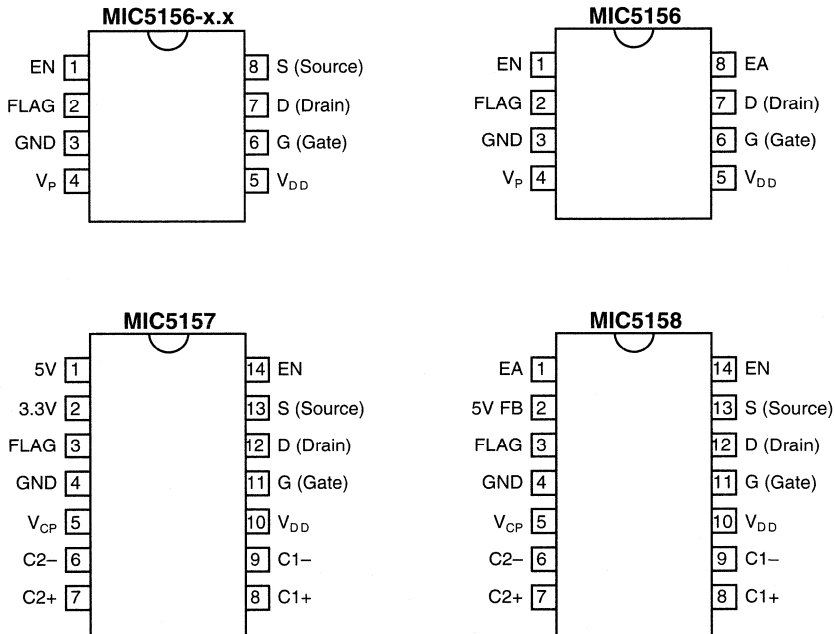 MIC5156-x.x
EN 1 8 S (Source)
FLAG 2 7 D (Drain)
GND 3 6 G (Gate)
VP 4 5 VDD
MIC5156
EN 1 8 EA
FLAG 2 7 D (Drain)
GND 3 6 G (Gate)
VP 4 5 VDD
MIC5157
5V 1 14 EN
3.3V 2 13 S (Source)
FLAG 3 12 D (Drain)
GND 4 11 G (Gate)
VCP 5 10 VDD
C2– 6 9 C1–
C2+ 7 8 C1+
MIC5158
EA 1 14 EN
5V FB 2 13 S (Source)
FLAG 3 12 D (Drain)
GND 4 11 G (Gate)
VCP 5 10 VDD
C2– 6 9 C1–
C2+ 7 8 C1+